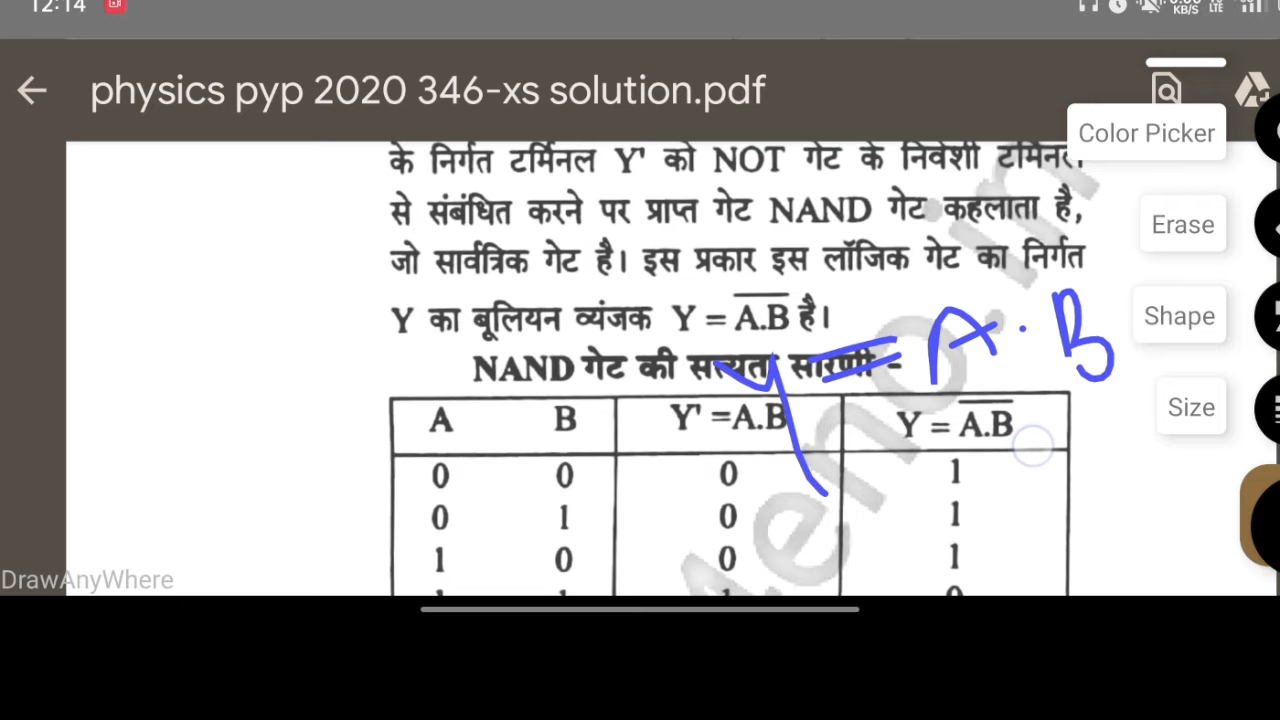 12:14
KB/S LTE
physics pyp 2020 346-xs solution.pdf
Color Picker
के निर्गत टर्मिनल Y' को NOT गेट के निवेशी टर्मिनल
से संबंधित करने पर प्राप्त गेट NAND गेट कहलाता है,
Erase
जो सार्वत्रिक गेट है। इस प्रकार इस लॉजिक गेट का निर्गत
Y का बूलियन व्यंजक Y = A̅.̅B̅ है।
Shape
y = A . B
NAND गेट की सत्यता सारणी -
Size
A B Y' =A.B Y = A̅.̅B̅
0 0 0 1
0 1 0 1
1 0 0 1
DrawAnyWhere